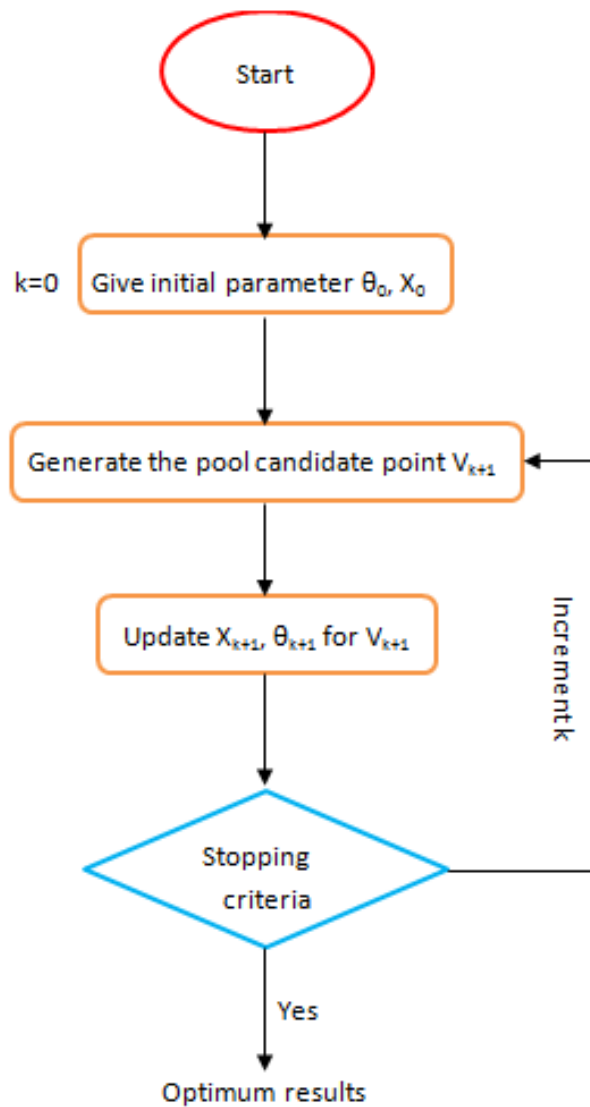 Start
k=0
Give initial parameter θ₀, X₀
Generate the pool candidate point Vₖ₊₁
Update Xₖ₊₁, θₖ₊₁ for Vₖ₊₁
Incrementk
Stopping
criteria
Yes
Optimum results